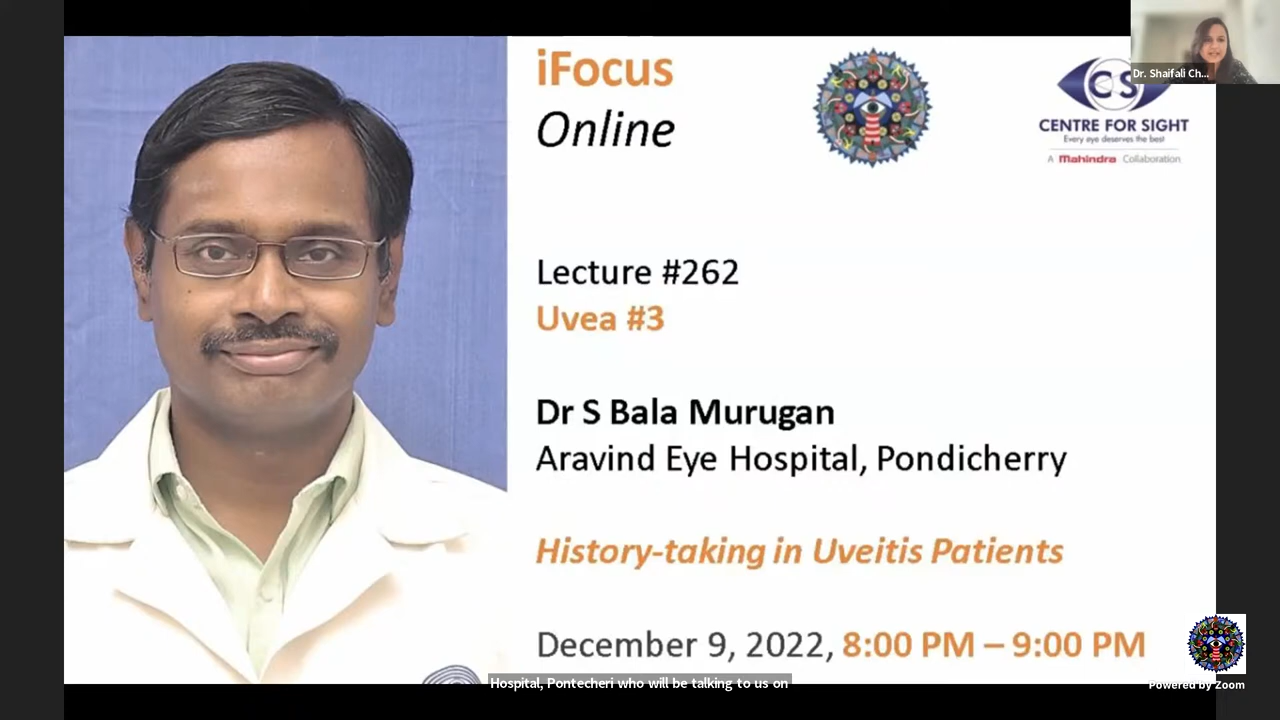 iFocus
Online
Dr. Shaifali Ch...
CS
CENTRE FOR SIGHT
Every eye deserves the best
A Mahindra Collaboration
Lecture #262
Uvea #3
Dr S Bala Murugan
Aravind Eye Hospital, Pondicherry
History-taking in Uveitis Patients
December 9, 2022, 8:00 PM – 9:00 PM
Hospital, Pontecheri who will be talking to us on
Powered by Zoom